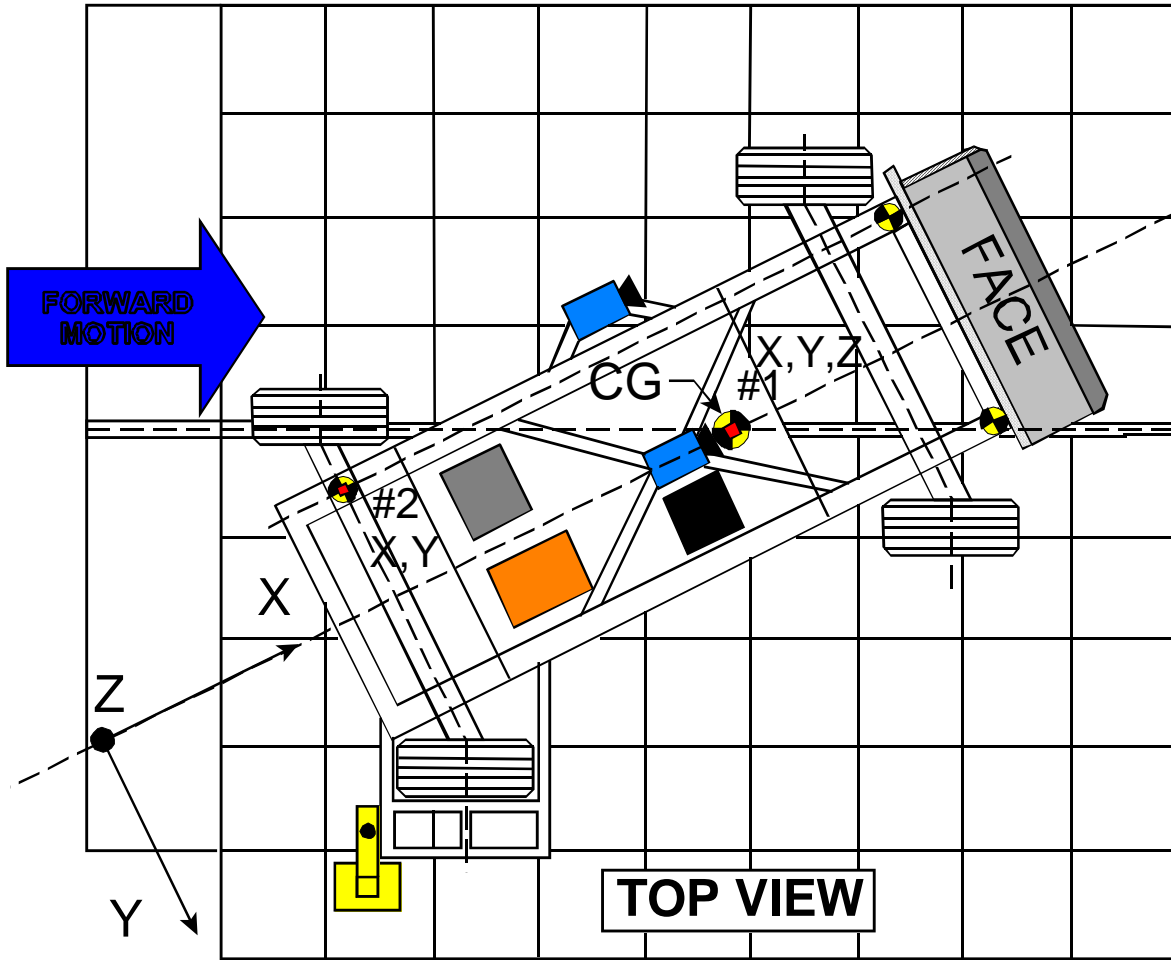 FORWARD
MOTION
FACE
X,Y,Z
CG
#1
#2
X,Y
X
Z
Y
TOP VIEW